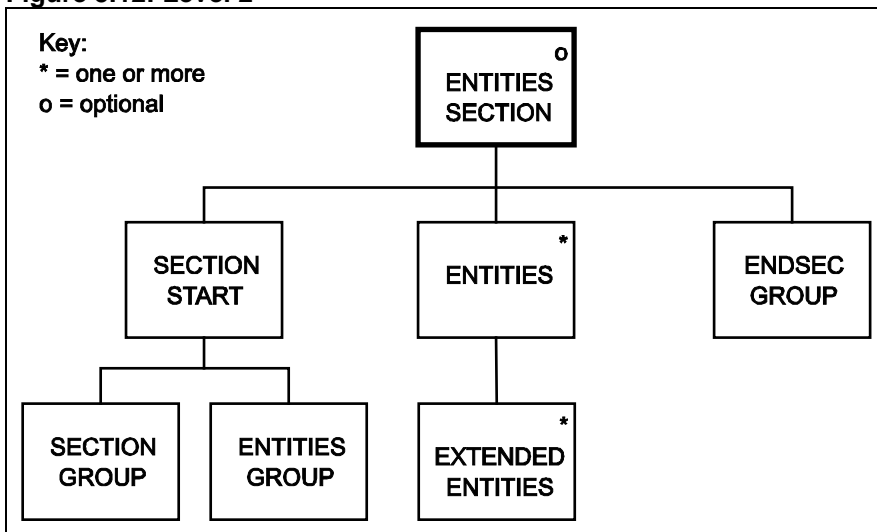 Figure 3.12: Level 2
Key:
* = one or more
o = optional
o
ENTITIES
SECTION
SECTION
START
*
ENTITIES
ENDSEC
GROUP
SECTION
GROUP
ENTITIES
GROUP
*
EXTENDED
ENTITIES